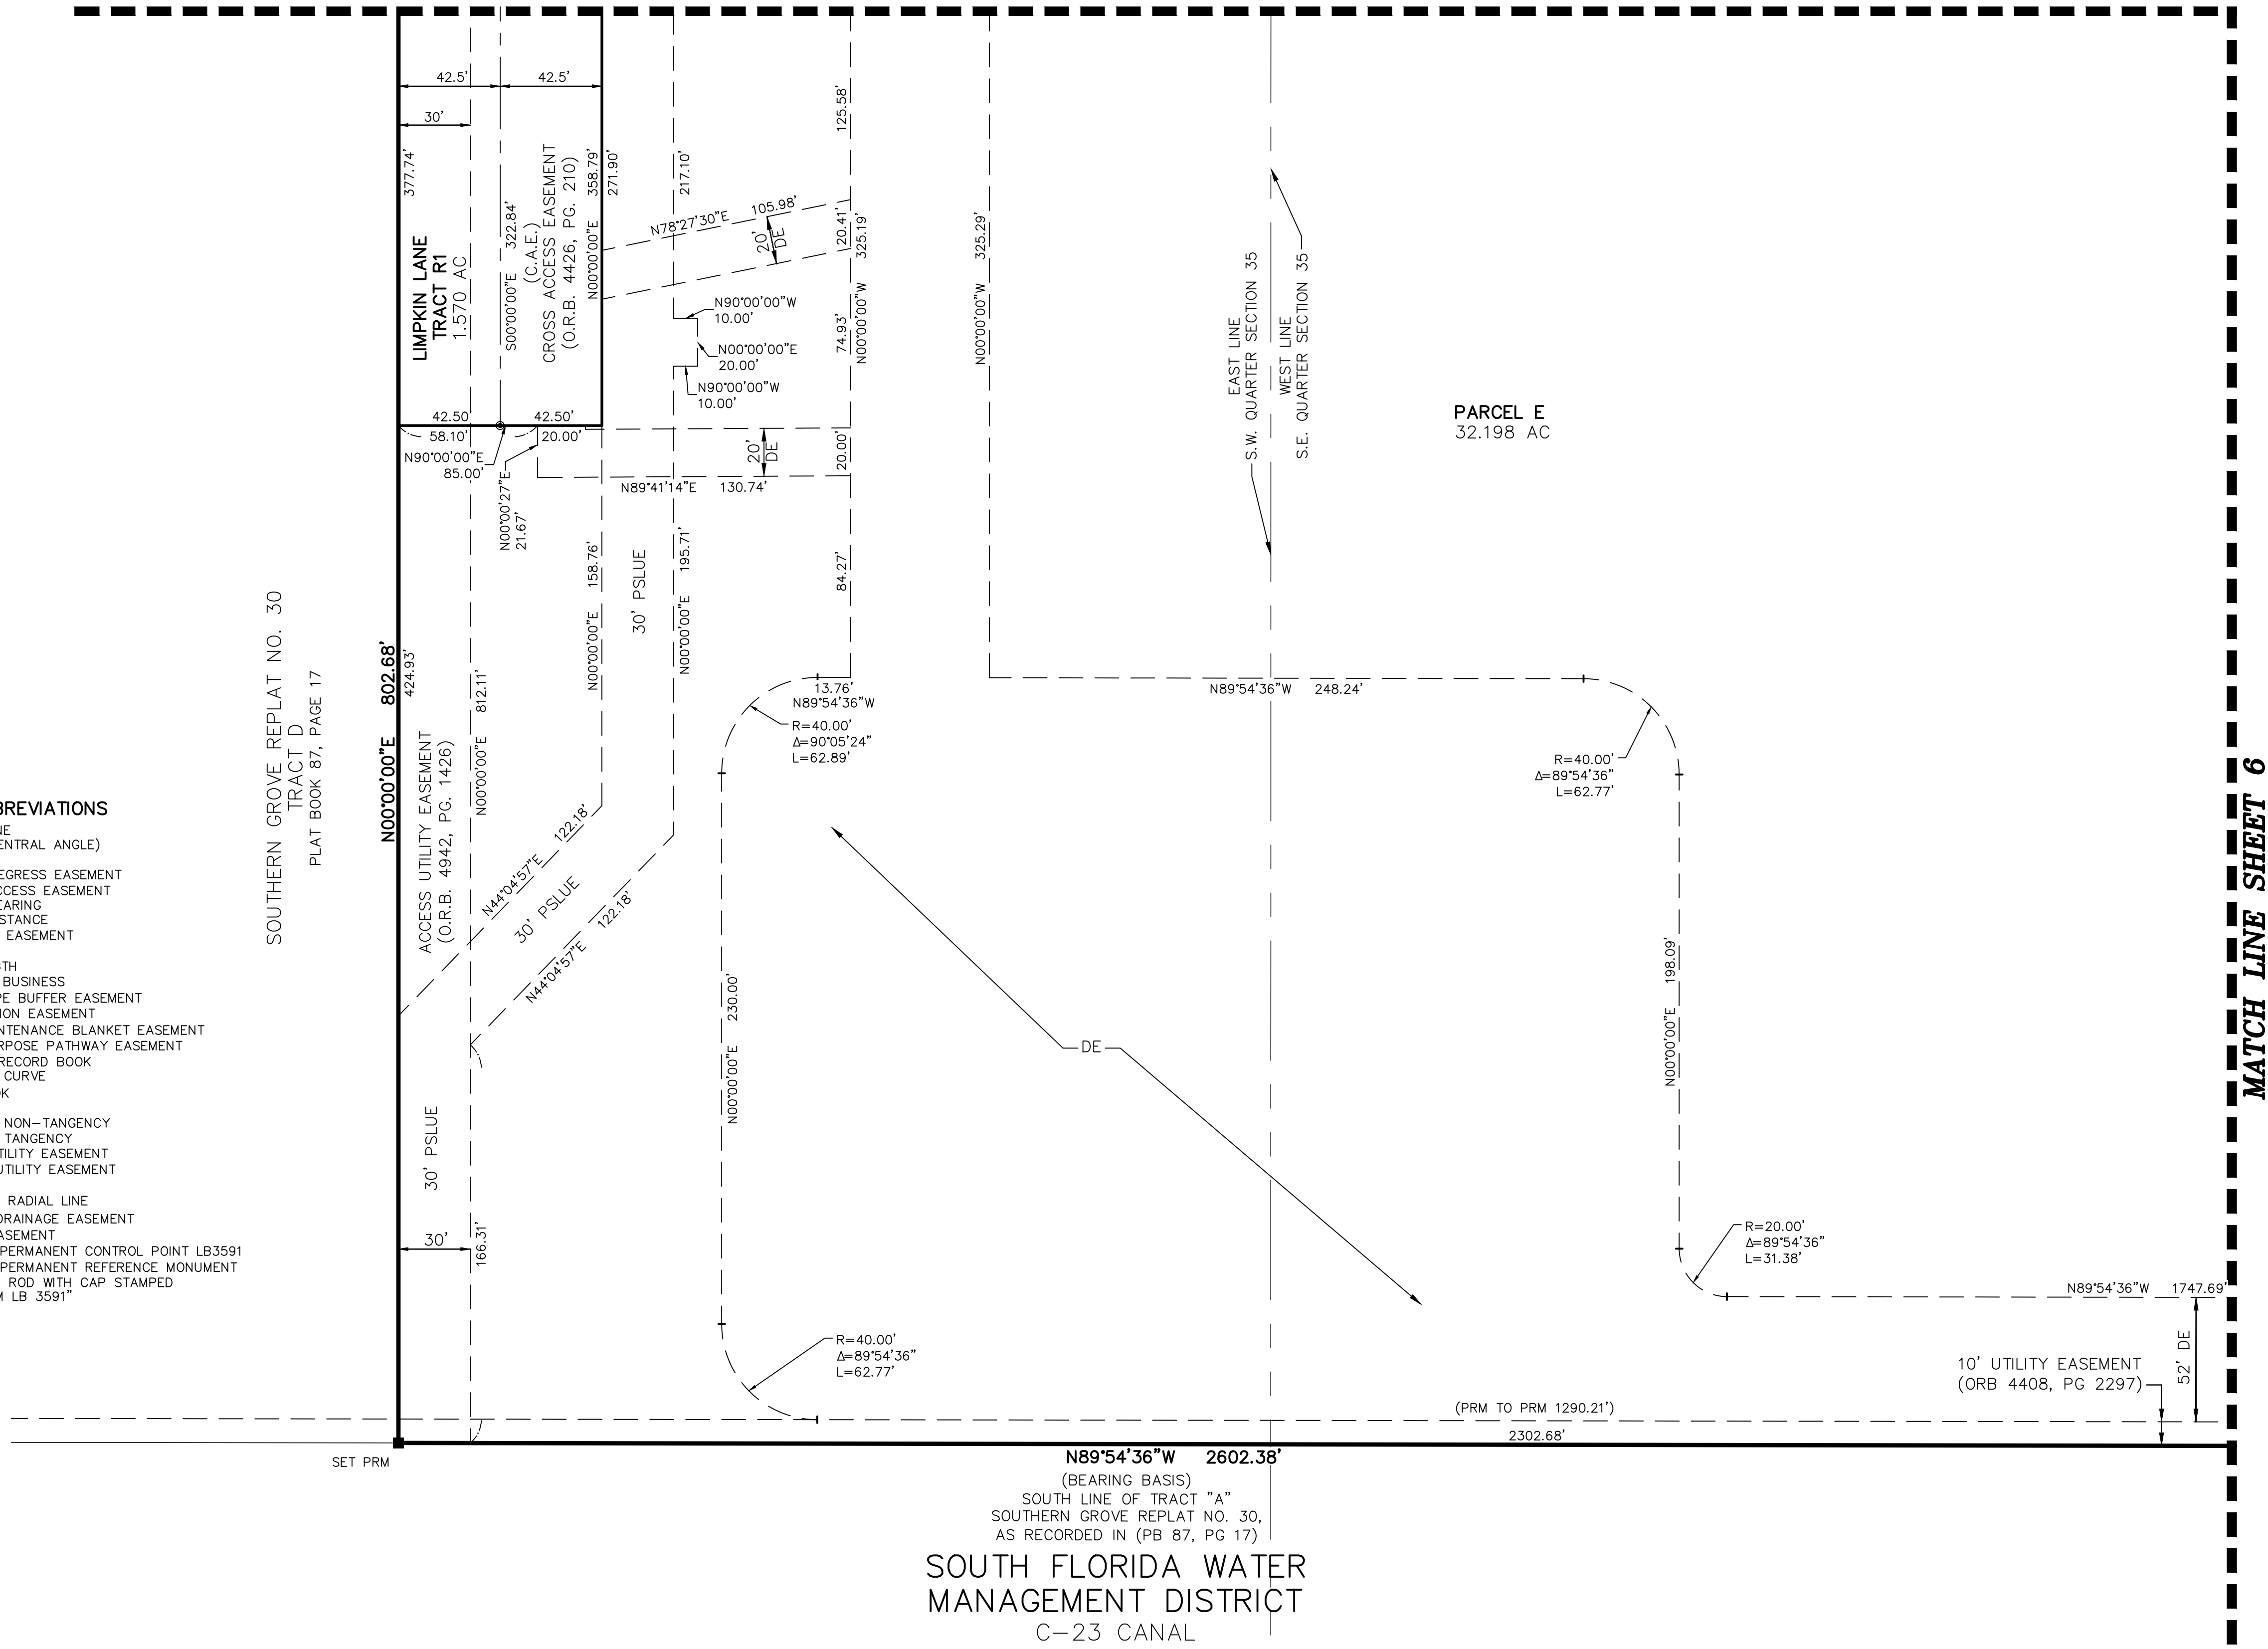 42.5'
42.5'
30'
377.74'
LIMPKIN LANE
TRACT R1
1.570 AC
S00°00'00"E 322.84'
(C.A.E.)
CROSS ACCESS EASEMENT
(O.R.B. 4426, PG. 210)
N00°00'00"E 358.79'
271.90'
217.10'
N78°27'30"E 105.98'
20'
DE
125.58'
20.41'
325.19'
74.93'
N00°00'00"W
N00°00'00"W 325.29'
N90°00'00"W
10.00'
N00°00'00"E
20.00'
N90°00'00"W
10.00'
EAST LINE
S.W. QUARTER SECTION 35
WEST LINE
S.E. QUARTER SECTION 35
PARCEL E
32.198 AC
42.50'
42.50'
58.10'
20.00'
N90°00'00"E
85.00'
N00°00'27"E
21.67'
20'
DE
20.00'
N89°41'14"E 130.74'
SOUTHERN GROVE REPLAT NO. 30
TRACT D
PLAT BOOK 87, PAGE 17
N00°00'00"E 802.68'
424.93'
N00°00'00"E 812.11'
ACCESS UTILITY EASEMENT
(O.R.B. 4942, PG. 1426)
N00°00'00"E 158.76'
30' PSLUE
N00°00'00"E 195.71'
84.27'
13.76'
N89°54'36"W
R=40.00'
Δ=90°05'24"
L=62.89'
N89°54'36"W 248.24'
R=40.00'
Δ=89°54'36"
L=62.77'
N44°04'57"E 122.18'
30' PSLUE
N44°04'57"E 122.18'
DE
N00°00'00"E 230.00'
N00°00'00"E 198.09'
30' PSLUE
30'
166.31'
R=40.00'
Δ=89°54'36"
L=62.77'
R=20.00'
Δ=89°54'36"
L=31.38'
N89°54'36"W 1747.69'
52' DE
10' UTILITY EASEMENT
(ORB 4408, PG 2297)
(PRM TO PRM 1290.21')
2302.68'
MATCH LINE SHEET 6
BREVIATIONS
NE
ENTRAL ANGLE)
EGRESS EASEMENT
CCESS EASEMENT
EARING
STANCE
EASEMENT
GTH
BUSINESS
PE BUFFER EASEMENT
ION EASEMENT
NTENANCE BLANKET EASEMENT
RPOSE PATHWAY EASEMENT
RECORD BOOK
CURVE
OK
NON-TANGENCY
TANGENCY
TILITY EASEMENT
UTILITY EASEMENT
RADIAL LINE
DRAINAGE EASEMENT
ASEMENT
PERMANENT CONTROL POINT LB3591
PERMANENT REFERENCE MONUMENT
ROD WITH CAP STAMPED
M LB 3591"
SET PRM
N89°54'36"W 2602.38'
(BEARING BASIS)
SOUTH LINE OF TRACT "A"
SOUTHERN GROVE REPLAT NO. 30,
AS RECORDED IN (PB 87, PG 17)
SOUTH FLORIDA WATER
MANAGEMENT DISTRICT
C-23 CANAL